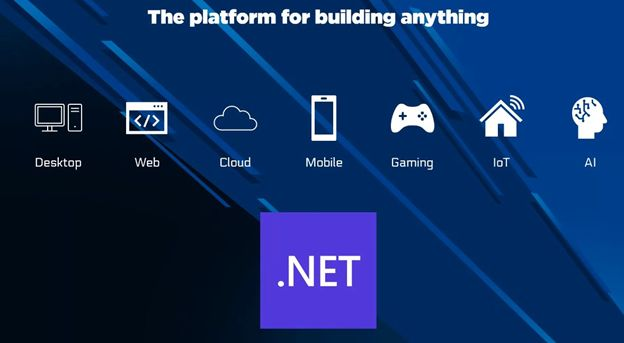 The platform for building anything
</>
Desktop
Web
Cloud
Mobile
Gaming
IoT
AI
.NET